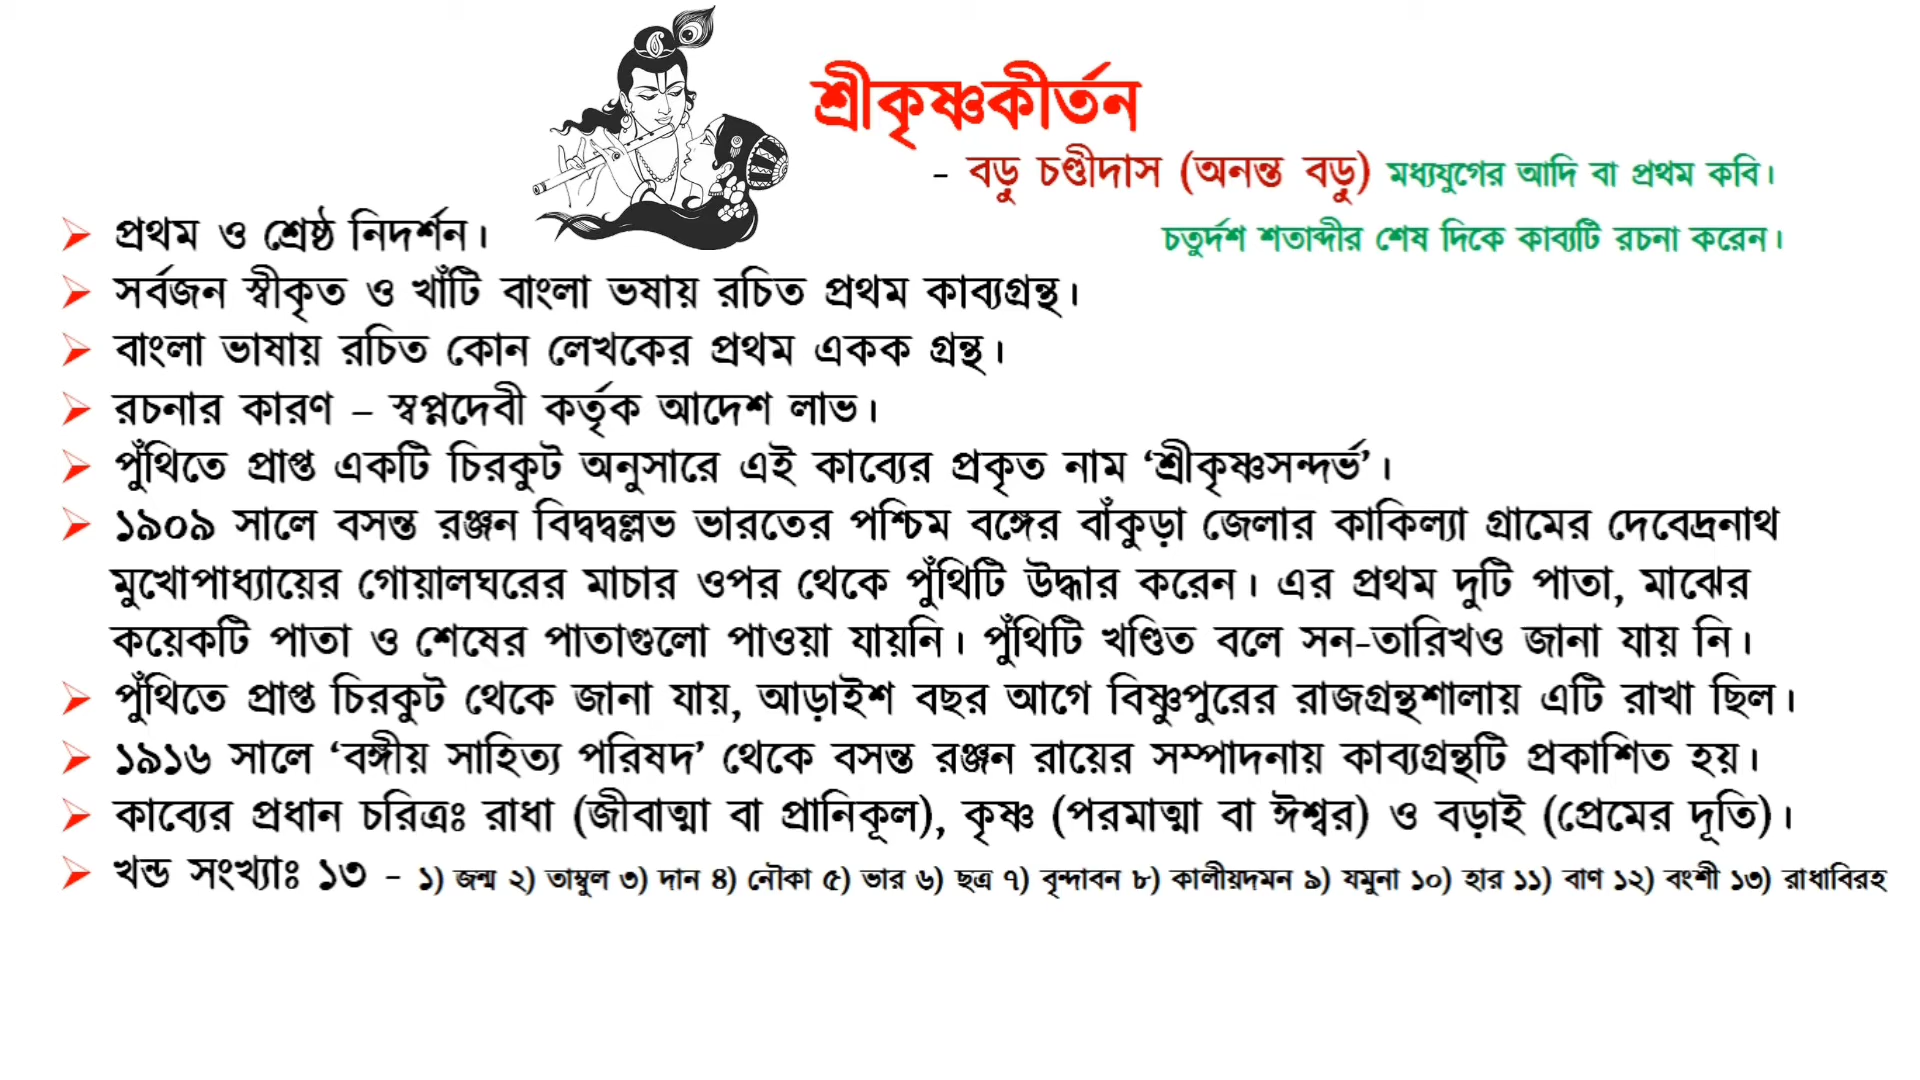 শ্রীকৃষ্ণকীর্তন
- বড়ু চণ্ডীদাস (অনন্ত বড়ু) মধ্যযুগের আদি বা প্রথম কবি।
চতুর্দশ শতাব্দীর শেষ দিকে কাব্যটি রচনা করেন।
➢ প্রথম ও শ্রেষ্ঠ নিদর্শন।
➢ সর্বজন স্বীকৃত ও খাঁটি বাংলা ভষায় রচিত প্রথম কাব্যগ্রন্থ।
➢ বাংলা ভাষায় রচিত কোন লেখকের প্রথম একক গ্রন্থ।
➢ রচনার কারণ – স্বপ্নদেবী কর্তৃক আদেশ লাভ।
➢ পুঁথিতে প্রাপ্ত একটি চিরকুট অনুসারে এই কাব্যের প্রকৃত নাম ‘শ্রীকৃষ্ণসন্দর্ভ’।
➢ ১৯০৯ সালে বসন্ত রঞ্জন বিদ্বদ্বল্লভ ভারতের পশ্চিম বঙ্গের বাঁকুড়া জেলার কাকিল্যা গ্রামের দেবেদ্রনাথ
মুখোপাধ্যায়ের গোয়ালঘরের মাচার ওপর থেকে পুঁথিটি উদ্ধার করেন। এর প্রথম দুটি পাতা, মাঝের
কয়েকটি পাতা ও শেষের পাতাগুলো পাওয়া যায়নি। পুঁথিটি খণ্ডিত বলে সন-তারিখও জানা যায় নি।
➢ পুঁথিতে প্রাপ্ত চিরকুট থেকে জানা যায়, আড়াইশ বছর আগে বিষ্ণুপুরের রাজগ্রন্থশালায় এটি রাখা ছিল।
➢ ১৯১৬ সালে ‘বঙ্গীয় সাহিত্য পরিষদ’ থেকে বসন্ত রঞ্জন রায়ের সম্পাদনায় কাব্যগ্রন্থটি প্রকাশিত হয়।
➢ কাব্যের প্রধান চরিত্রঃ রাধা (জীবাত্মা বা প্রানিকূল), কৃষ্ণ (পরমাত্মা বা ঈশ্বর) ও বড়াই (প্রেমের দূতি)।
➢ খন্ড সংখ্যাঃ ১৩ - ১) জন্ম ২) তাম্বূল ৩) দান ৪) নৌকা ৫) ভার ৬) ছত্র ৭) বৃন্দাবন ৮) কালীয়দমন ৯) যমুনা ১০) হার ১১) বাণ ১২) বংশী ১৩) রাধাবিরহ